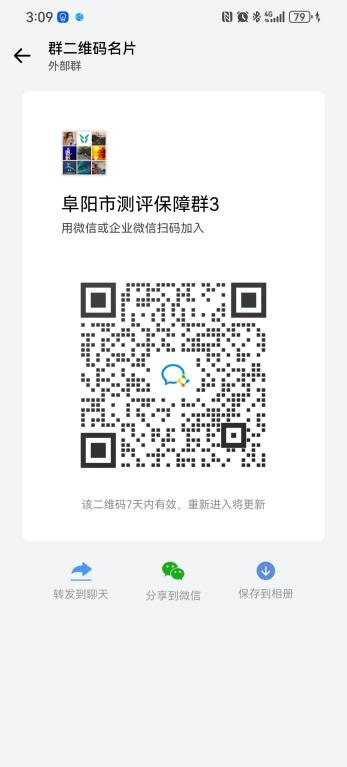 3:09
4G
79
群二维码名片
外部群
阜阳市测评保障群3
用微信或企业微信扫码加入
该二维码7天内有效，重新进入将更新
转发到聊天
分享到微信
保存到相册